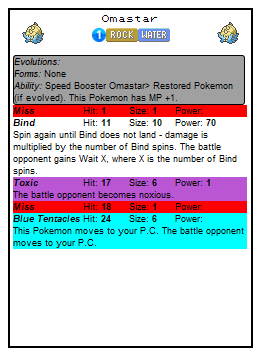 Omastar
1 ROCK WATER
Evolutions:
Forms: None
Ability: Speed Booster Omastar> Restored Pokemon
(if evolved). This Pokemon has MP +1.
Miss Hit: 1 Size: 1 Power:
Bind Hit: 11 Size: 10 Power: 70
Spin again until Bind does not land - damage is
multiplied by the number of Bind spins. The battle
opponent gains Wait X, where X is the number of Bind
spins.
Toxic Hit: 17 Size: 6 Power: 1
The battle opponent becomes noxious.
Miss Hit: 18 Size: 1 Power:
Blue Tentacles Hit: 24 Size: 6 Power:
This Pokemon moves to your P.C. The battle opponent
moves to your P.C.